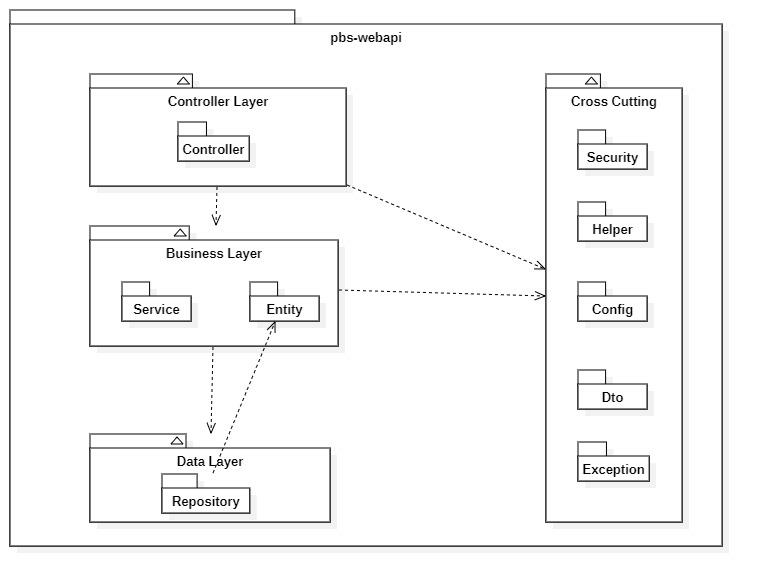 pbs-webapi
Controller Layer
Controller
Business Layer
Service
Entity
Data Layer
Repository
Cross Cutting
Security
Helper
Config
Dto
Exception